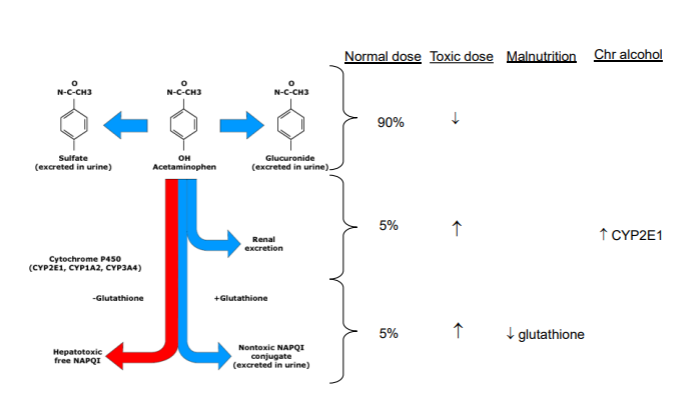 Normal dose Toxic dose Malnutrition Chr alcohol
O
N-C-CH3
O
N-C-CH3
O
N-C-CH3
Sulfate
(excreted in urine)
OH
Acetaminophen
Glucuronide
(excreted in urine)
90% ↓
Renal
excretion
5% ↑ ↑ CYP2E1
Cytochrome P450
(CYP2E1, CYP1A2, CYP3A4)
-Glutathione +Glutathione
Hepatotoxic
free NAPQI
Nontoxic NAPQI
conjugate
(excreted in urine)
5% ↑ ↓ glutathione